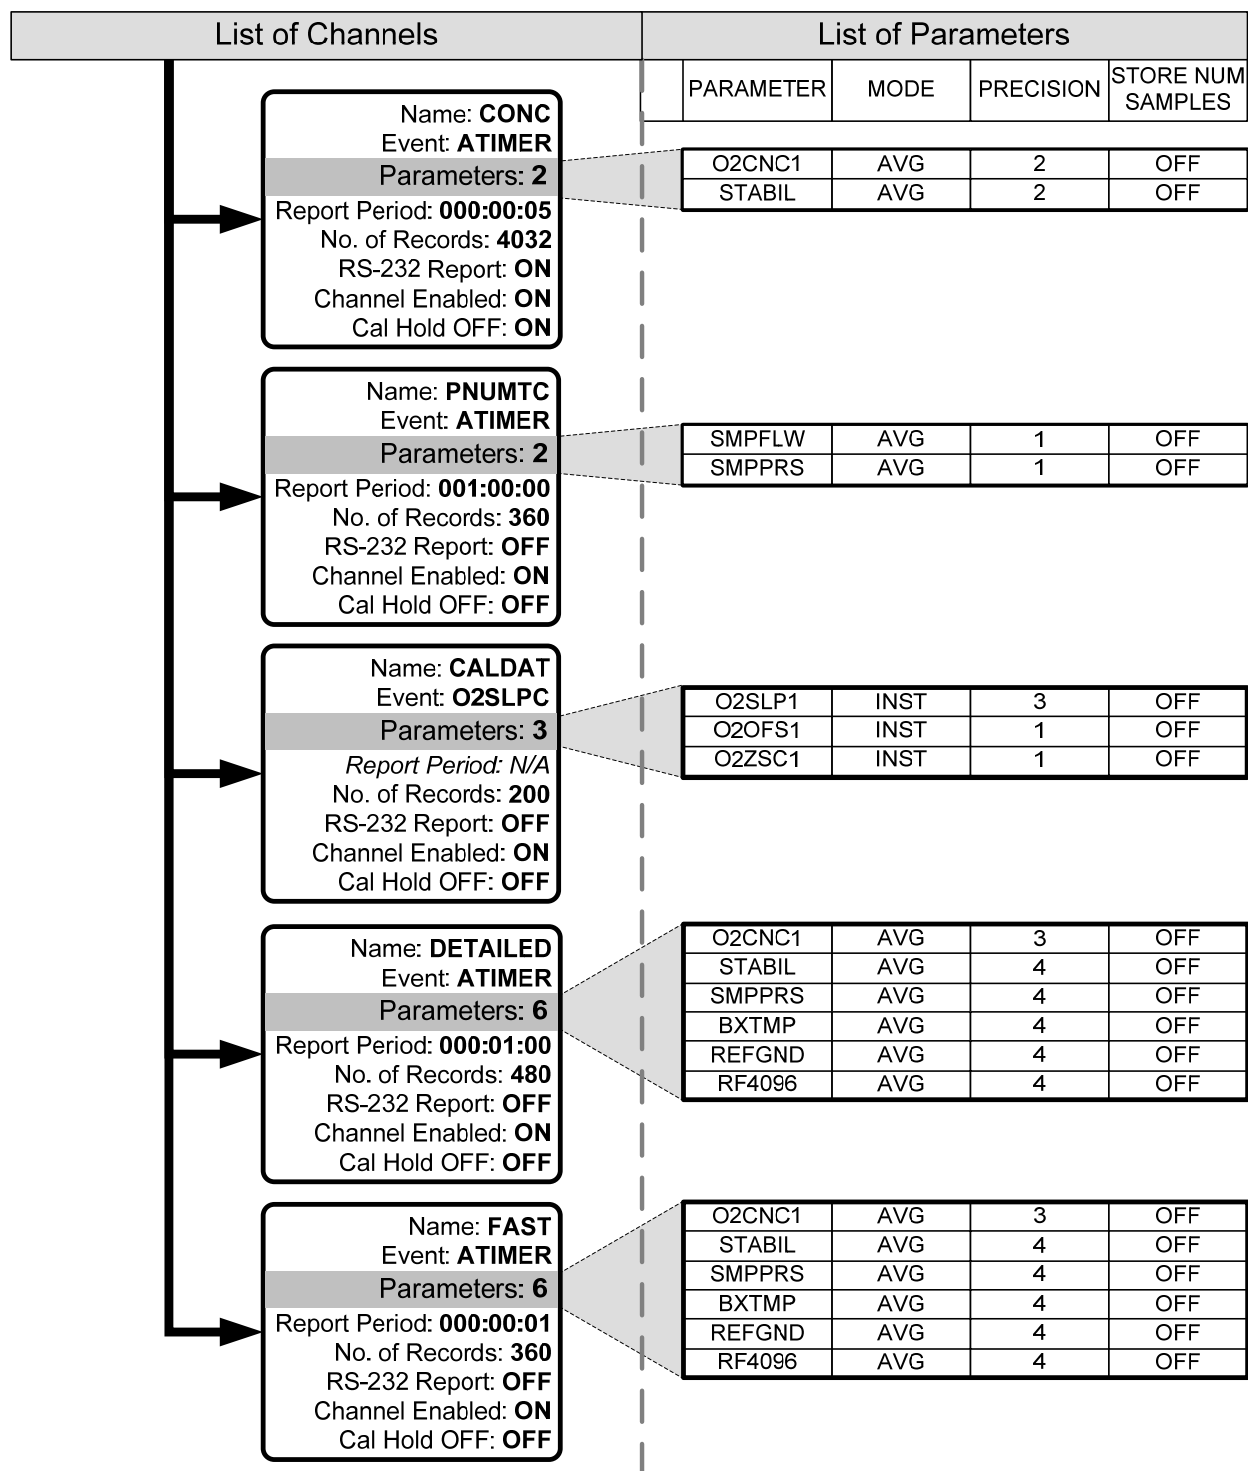 List of Channels
List of Parameters
PARAMETER MODE PRECISION STORE NUM SAMPLES
Name: CONC
Event: ATIMER
Parameters: 2
Report Period: 000:00:05
No. of Records: 4032
RS-232 Report: ON
Channel Enabled: ON
Cal Hold OFF: ON
O2CNC1 AVG 2 OFF
STABIL AVG 2 OFF
Name: PNUMTC
Event: ATIMER
Parameters: 2
Report Period: 001:00:00
No. of Records: 360
RS-232 Report: OFF
Channel Enabled: ON
Cal Hold OFF: OFF
SMPFLW AVG 1 OFF
SMPPRS AVG 1 OFF
Name: CALDAT
Event: O2SLPC
Parameters: 3
Report Period: N/A
No. of Records: 200
RS-232 Report: OFF
Channel Enabled: ON
Cal Hold OFF: OFF
O2SLP1 INST 3 OFF
O2OFS1 INST 1 OFF
O2ZSC1 INST 1 OFF
Name: DETAILED
Event: ATIMER
Parameters: 6
Report Period: 000:01:00
No. of Records: 480
RS-232 Report: OFF
Channel Enabled: ON
Cal Hold OFF: OFF
O2CNC1 AVG 3 OFF
STABIL AVG 4 OFF
SMPPRS AVG 4 OFF
BXTMP AVG 4 OFF
REFGND AVG 4 OFF
RF4096 AVG 4 OFF
Name: FAST
Event: ATIMER
Parameters: 6
Report Period: 000:00:01
No. of Records: 360
RS-232 Report: OFF
Channel Enabled: ON
Cal Hold OFF: OFF
O2CNC1 AVG 3 OFF
STABIL AVG 4 OFF
SMPPRS AVG 4 OFF
BXTMP AVG 4 OFF
REFGND AVG 4 OFF
RF4096 AVG 4 OFF